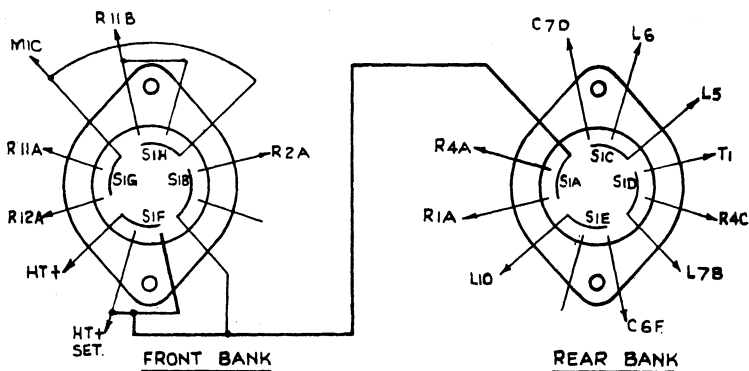 R11B
MIC
R11A
R12A
HT+
HT+
SET.
S1H
S1G
S1B
S1F
R2A
FRONT BANK
C7D
L6
L5
R4A
T1
S1C
S1A
S1D
S1E
R1A
R4C
L10
L7B
C6F.
REAR BANK